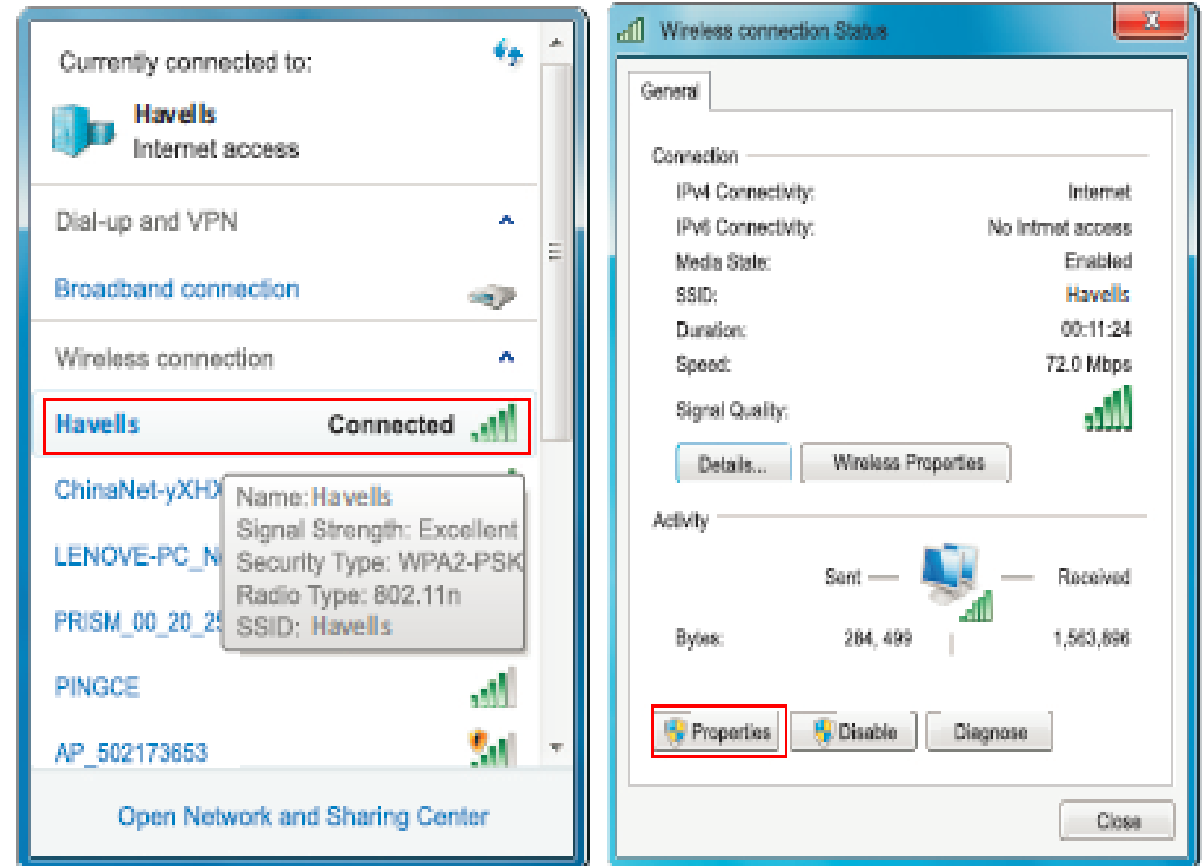 Currently connected to:
Havells
Internet access
Dial-up and VPN
Broadband connection
Wireless connection
Havells Connected
ChinaNet-yXHX
LENOVE-PC_N
PRISM_00_20_25
Name: Havells
Signal Strength: Excellent
Security Type: WPA2-PSK
Radio Type: 802.11n
SSID: Havells
PINGCE
AP_502173653
Open Network and Sharing Center
Wireless connection Status
General
Connection
IPv4 Connectivity: Internet
IPv6 Connectivity: No Intrnet access
Media State: Enabled
SSID: Havells
Duration: 00:11:24
Speed: 72.0 Mbps
Signal Quality:
Details... Wireless Properties
Activity
Sent Received
Bytes: 284, 499 1,563,896
Properties Disable Diagnose
Close